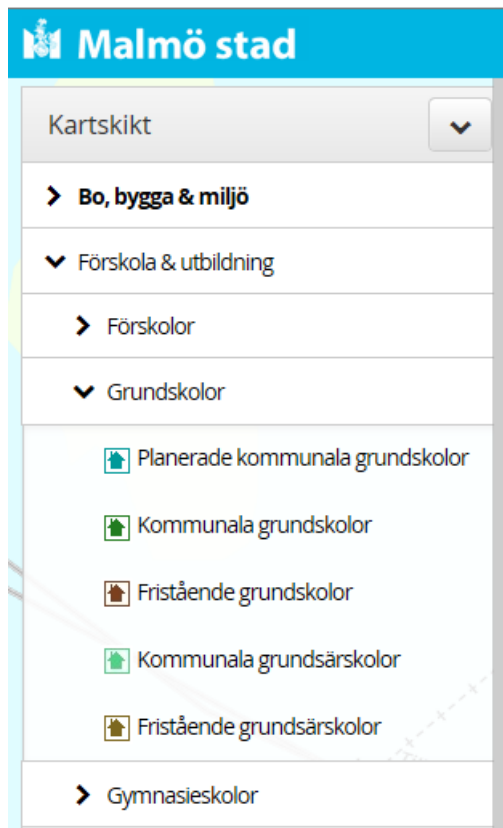 Malmö stad
Kartskikt
Bo, bygga & miljö
Förskola & utbildning
Förskolor
Grundskolor
Planerade kommunala grundskolor
Kommunala grundskolor
Fristående grundskolor
Kommunala grundsärskolor
Fristående grundsärskolor
Gymnasieskolor